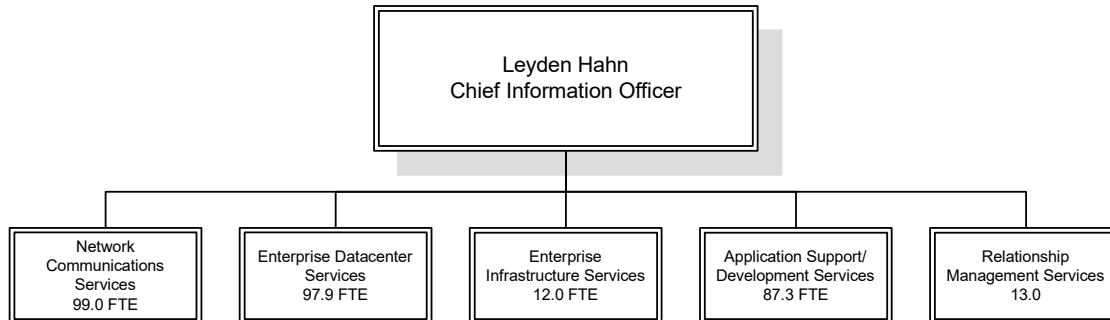 Leyden Hahn
Chief Information Officer
Network
Communications
Services
99.0 FTE
Enterprise Datacenter
Services
97.9 FTE
Enterprise
Infrastructure Services
12.0 FTE
Application Support/
Development Services
87.3 FTE
Relationship
Management Services
13.0